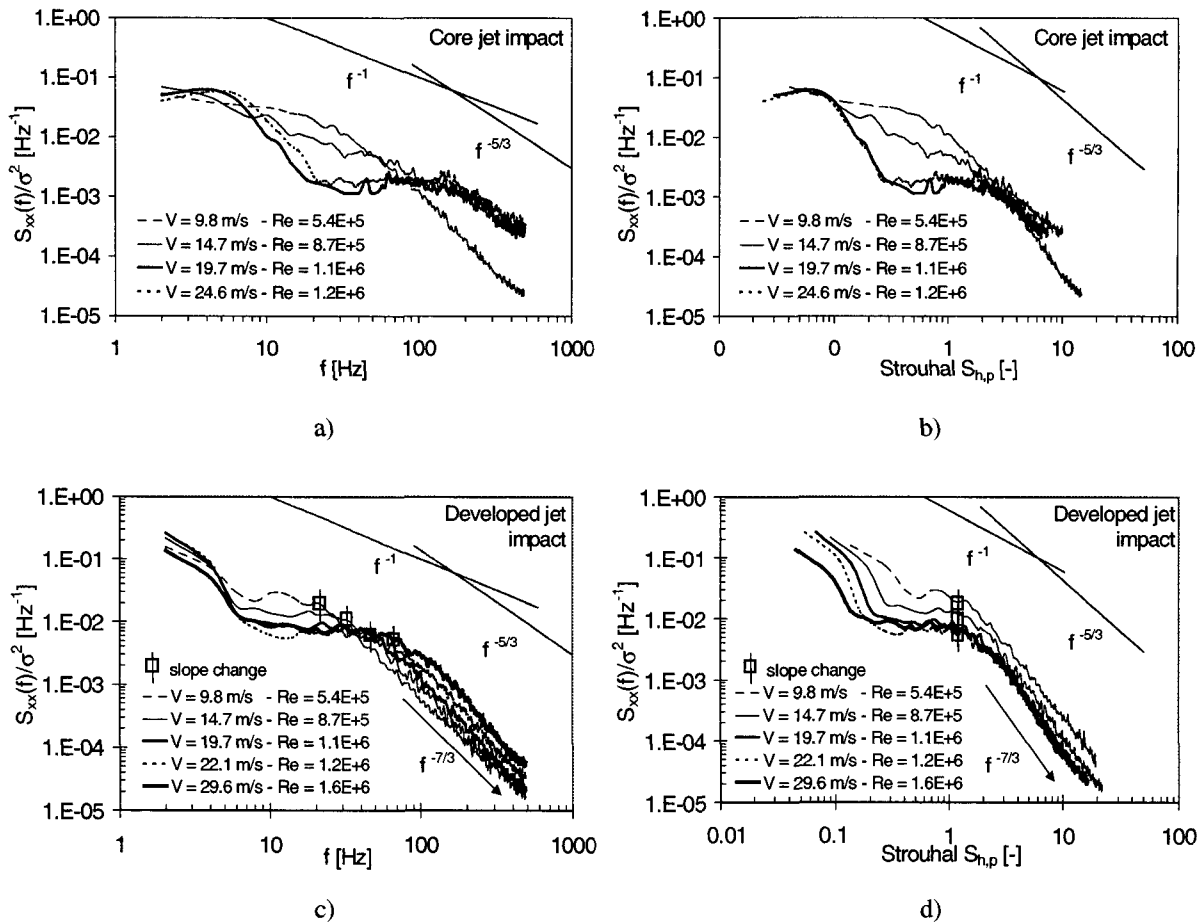 1.E+00
1.E-01
1.E-02
1.E-03
1.E-04
1.E-05
Sxx(f)/σ² [Hz⁻¹]
Core jet impact
f⁻¹
f⁻⁵/³
V = 9.8 m/s - Re = 5.4E+5
V = 14.7 m/s - Re = 8.7E+5
V = 19.7 m/s - Re = 1.1E+6
V = 24.6 m/s - Re = 1.2E+6
1 10 100 1000
f [Hz]
a)
1.E+00
1.E-01
1.E-02
1.E-03
1.E-04
1.E-05
Sxx(f)/σ² [Hz⁻¹]
Core jet impact
f⁻¹
f⁻⁵/³
V = 9.8 m/s - Re = 5.4E+5
V = 14.7 m/s - Re = 8.7E+5
V = 19.7 m/s - Re = 1.1E+6
V = 24.6 m/s - Re = 1.2E+6
0 0 1 10 100
Strouhal Sh,p [-]
b)
1.E+00
1.E-01
1.E-02
1.E-03
1.E-04
1.E-05
Sxx(f)/σ² [Hz⁻¹]
Developed jet
impact
f⁻¹
f⁻⁵/³
slope change
V = 9.8 m/s - Re = 5.4E+5
V = 14.7 m/s - Re = 8.7E+5
V = 19.7 m/s - Re = 1.1E+6
V = 22.1 m/s - Re = 1.2E+6
V = 29.6 m/s - Re = 1.6E+6
f⁻⁷/³
1 10 100 1000
f [Hz]
c)
1.E+00
1.E-01
1.E-02
1.E-03
1.E-04
1.E-05
Sxx(f)/σ² [Hz⁻¹]
Developed jet
impact
f⁻¹
f⁻⁵/³
slope change
V = 9.8 m/s - Re = 5.4E+5
V = 14.7 m/s - Re = 8.7E+5
V = 19.7 m/s - Re = 1.1E+6
V = 22.1 m/s - Re = 1.2E+6
V = 29.6 m/s - Re = 1.6E+6
f⁻⁷/³
0.01 0.1 1 10 100
Strouhal Sh,p [-]
d)